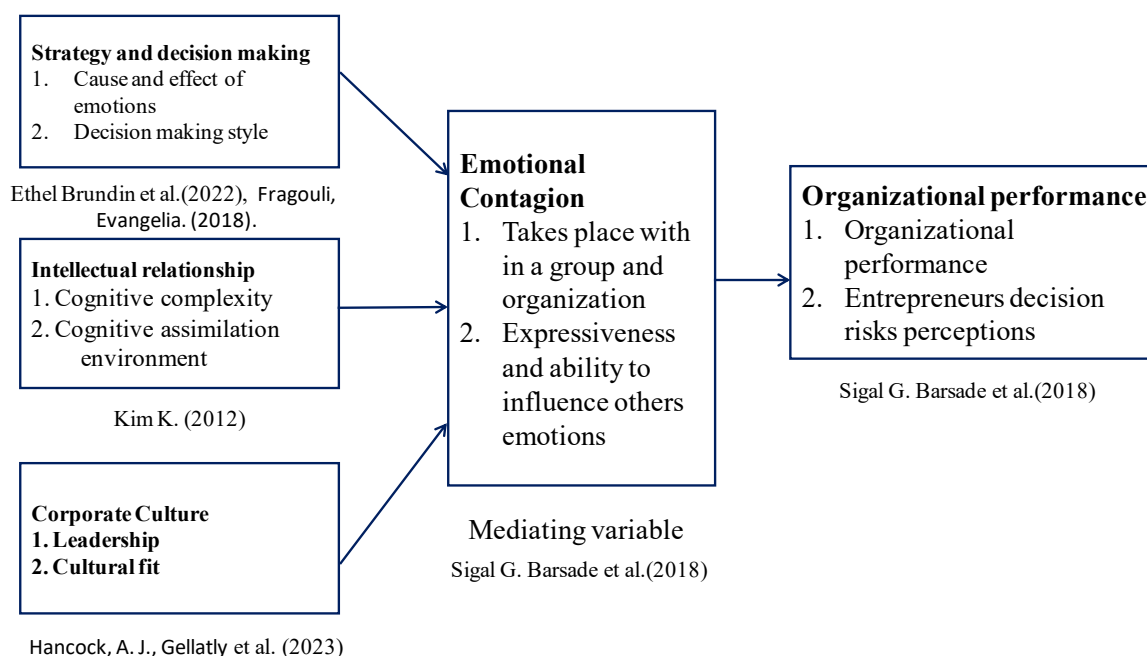 Strategy and decision making
1. Cause and effect of
emotions
2. Decision making style
Ethel Brundin et al.(2022), Fragouli,
Evangelia. (2018).
Intellectual relationship
1. Cognitive complexity
2. Cognitive assimilation
environment
Kim K. (2012)
Corporate Culture
1. Leadership
2. Cultural fit
Hancock, A. J., Gellatly et al. (2023)
Emotional
Contagion
1. Takes place with
in a group and
organization
2. Expressiveness
and ability to
influence others
emotions
Mediating variable
Sigal G. Barsade et al.(2018)
Organizational performance
1. Organizational
performance
2. Entrepreneurs decision
risks perceptions
Sigal G. Barsade et al.(2018)